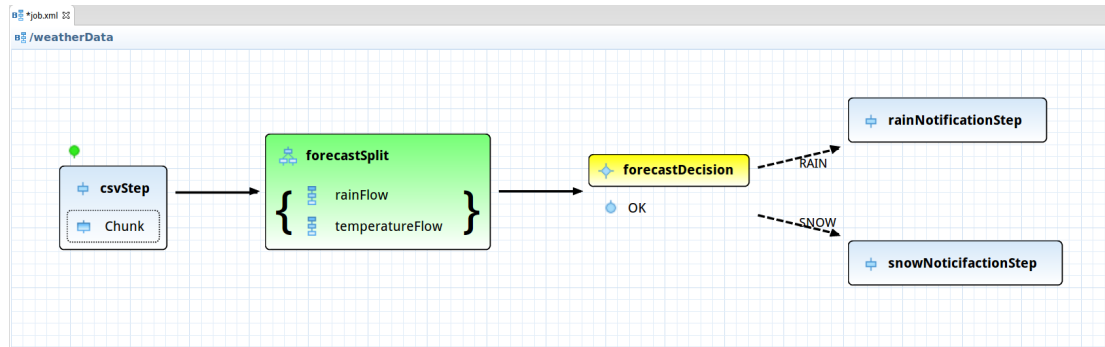 *job.xml
/weatherData
csvStep
Chunk
forecastSplit
{ rainFlow
temperatureFlow }
forecastDecision
OK
RAIN
SNOW
rainNotificationStep
snowNoticifactionStep